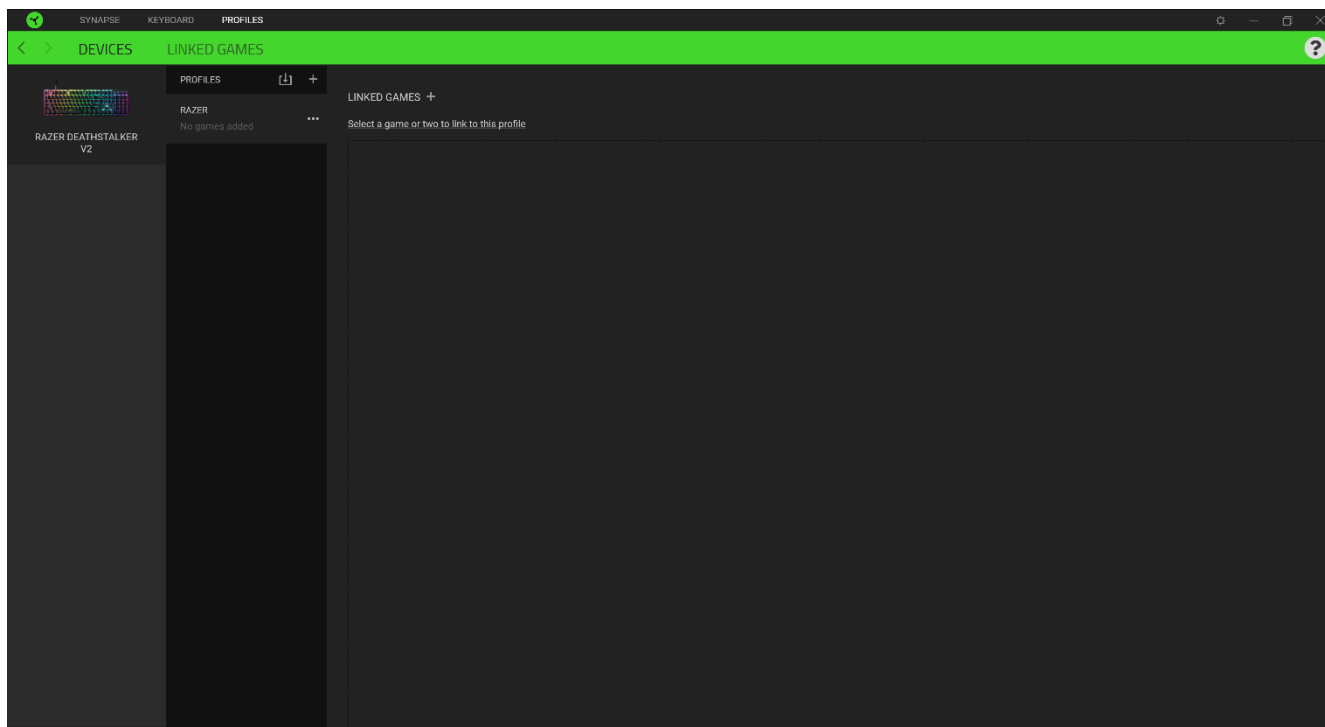 SYNAPSE KEYBOARD PROFILES
DEVICES LINKED GAMES
?
RAZER DEATHSTALKER
V2
PROFILES
RAZER
No games added
LINKED GAMES +
Select a game or two to link to this profile